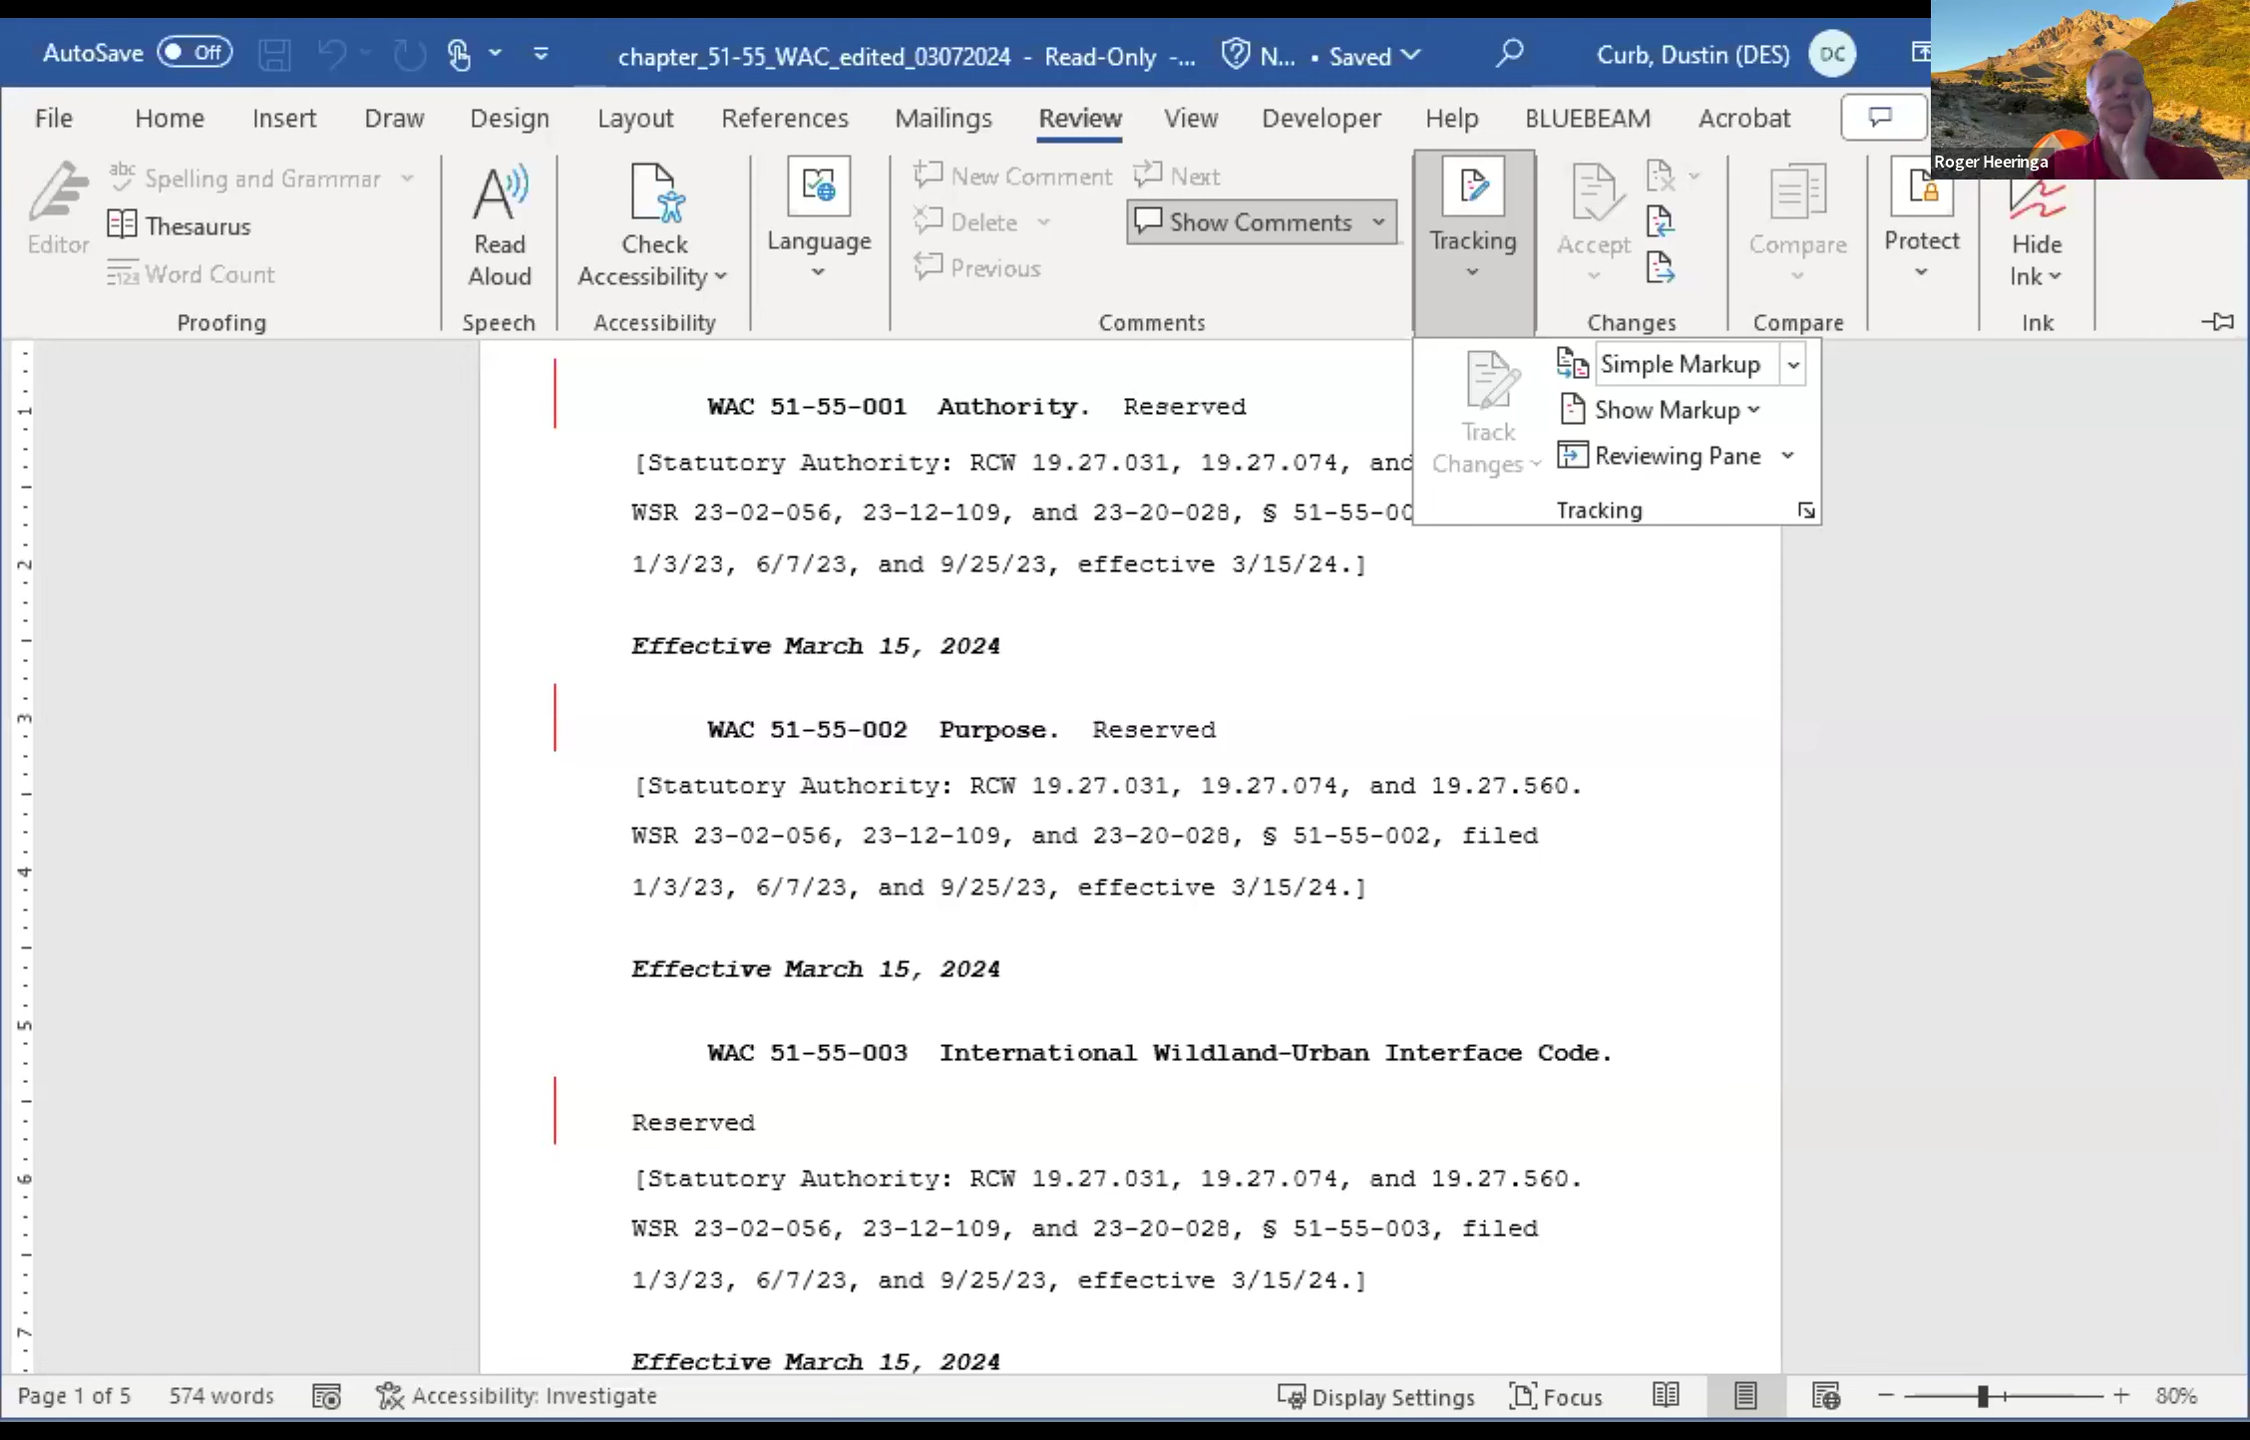 AutoSave Off chapter_51-55_WAC_edited_03072024 - Read-Only -... N... • Saved Curb, Dustin (DES) DC
Roger Heeringa
File Home Insert Draw Design Layout References Mailings Review View Developer Help BLUEBEAM Acrobat
Editor
abc Spelling and Grammar
Thesaurus
123 Word Count
Proofing
Read
Aloud
Speech
Check
Accessibility
Accessibility
Language
New Comment
Delete
Previous
Next
Show Comments
Comments
Tracking
Accept
Changes
Compare
Compare
Protect
Hide
Ink
Ink
Track
Changes
Simple Markup
Show Markup
Reviewing Pane
Tracking
1
2
3
4
5
6
7
WAC 51-55-001 Authority. Reserved
[Statutory Authority: RCW 19.27.031, 19.27.074, and
WSR 23-02-056, 23-12-109, and 23-20-028, § 51-55-00
1/3/23, 6/7/23, and 9/25/23, effective 3/15/24.]
Effective March 15, 2024
WAC 51-55-002 Purpose. Reserved
[Statutory Authority: RCW 19.27.031, 19.27.074, and 19.27.560.
WSR 23-02-056, 23-12-109, and 23-20-028, § 51-55-002, filed
1/3/23, 6/7/23, and 9/25/23, effective 3/15/24.]
Effective March 15, 2024
WAC 51-55-003 International Wildland-Urban Interface Code.
Reserved
[Statutory Authority: RCW 19.27.031, 19.27.074, and 19.27.560.
WSR 23-02-056, 23-12-109, and 23-20-028, § 51-55-003, filed
1/3/23, 6/7/23, and 9/25/23, effective 3/15/24.]
Effective March 15, 2024
Page 1 of 5 574 words Accessibility: Investigate Display Settings Focus 80%